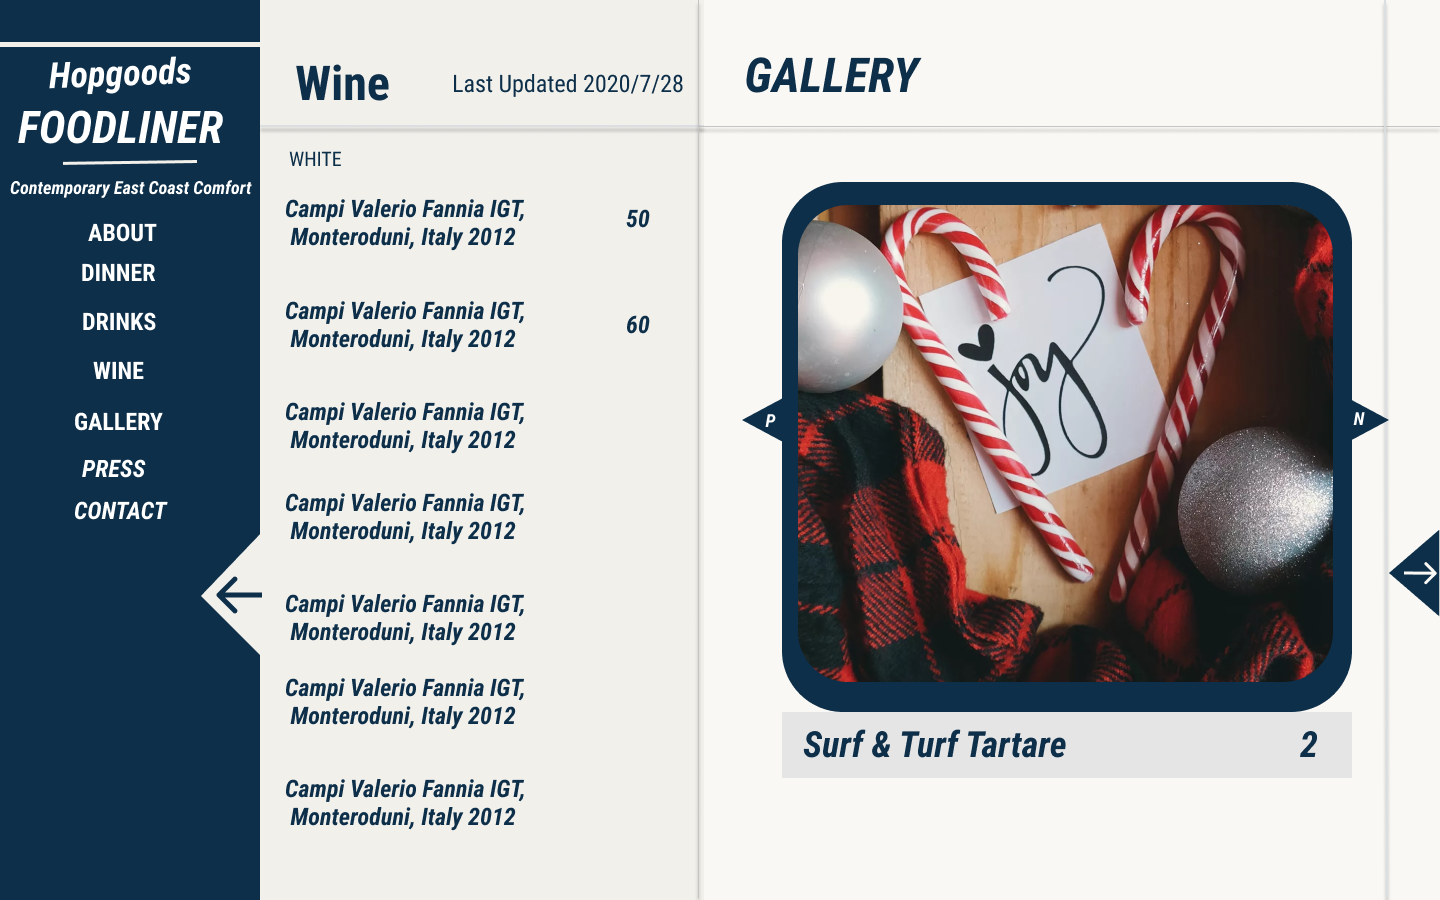 Hopgoods
FOODLINER
Contemporary East Coast Comfort
ABOUT
DINNER
DRINKS
WINE
GALLERY
PRESS
CONTACT
Wine
Last Updated 2020/7/28
WHITE
Campi Valerio Fannia IGT,
Monteroduni, Italy 2012
50
Campi Valerio Fannia IGT,
Monteroduni, Italy 2012
60
Campi Valerio Fannia IGT,
Monteroduni, Italy 2012
Campi Valerio Fannia IGT,
Monteroduni, Italy 2012
Campi Valerio Fannia IGT,
Monteroduni, Italy 2012
Campi Valerio Fannia IGT,
Monteroduni, Italy 2012
Campi Valerio Fannia IGT,
Monteroduni, Italy 2012
GALLERY
joy
P
N
Surf & Turf Tartare
2